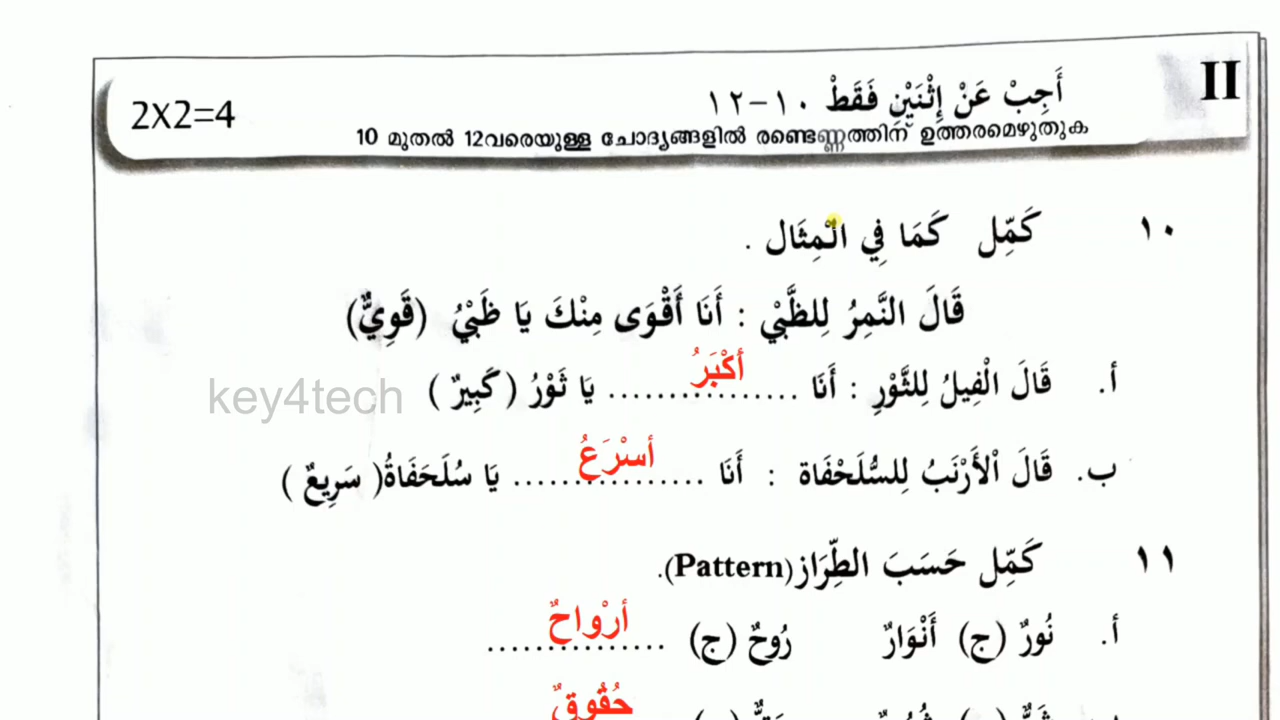 II
أَجِبْ عَنْ إِثْنَيْنِ فَقَطْ ١٠-١٢
2X2=4
10 മുതൽ 12വരെയുള്ള ചോദ്യങ്ങളിൽ രണ്ടെണ്ണത്തിന് ഉത്തരമെഴുതുക
١٠ كَمِّل كَمَا فِي الْمِثَال .
قَالَ النَّمِرُ لِلظَّبْيِ : أَنَا أَقْوَى مِنْكَ يَا ظَبْيُ (قَوِيٌّ)
أ. قَالَ الْفِيلُ لِلثَّوْرِ : أَنَا ................ أكْبَرُ يَا ثَوْرُ ( كَبِيرٌ )
key4tech
ب. قَالَ الْأَرْنَبُ لِلسُّلَحْفَاة : أَنَا ................ أسْرَعُ يَا سُلَحَفَاةُ( سَرِيعٌ )
١١ كَمِّل حَسَبَ الطِّرَاز(Pattern).
أ. نُورٌ (ج) أَنْوَارٌ رُوحٌ (ج) ............... أرْواحٌ
حُقُوقٌ